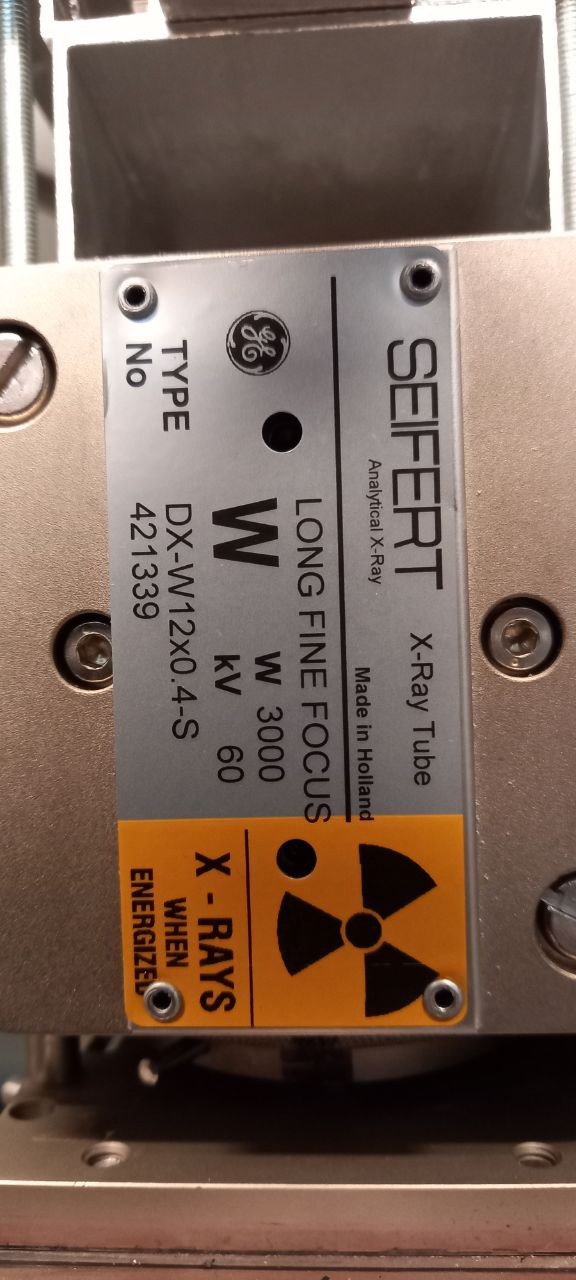 SEIFERT X-Ray Tube
Analytical X-Ray Made in Holland
GE
LONG FINE FOCUS
W W 3000
kV 60
TYPE DX-W12x0.4-S
No 421339
X - RAYS
WHEN
ENERGIZED